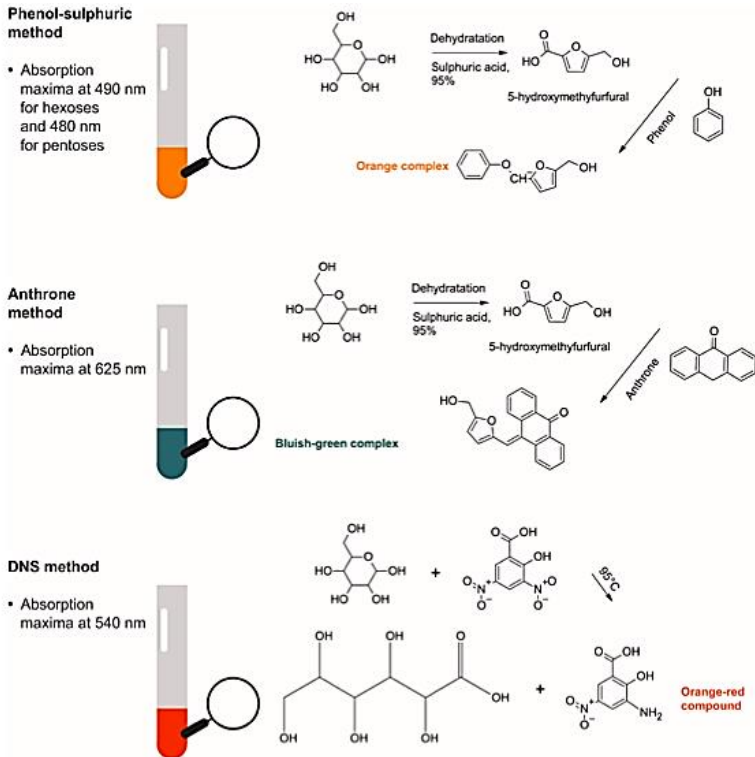 Phenol-sulphuric
method
• Absorption
maxima at 490 nm
for hexoses
and 480 nm
for pentoses
OH
HO
O
OH
HO
OH
OH
Dehydratation
Sulphuric acid,
95%
O
HO
O
OH
5-hydroxymethyfurfural
Phenol
OH
Orange complex
O
CH
O
OH
Anthrone
method
• Absorption
maxima at 625 nm
OH
HO
O
OH
HO
OH
OH
Dehydratation
Sulphuric acid,
95%
O
HO
O
OH
5-hydroxymethyfurfural
Anthrone
O
Bluish-green complex
HO
O
O
DNS method
• Absorption
maxima at 540 nm
OH
HO
O
OH
HO
OH
OH
+
O
OH
OH
O
N+
O−
N+
O
O−
95°C
OH
OH
O
OH
HO
OH
OH
OH
+
O
OH
OH
O
N+
O−
NH2
Orange-red
compound